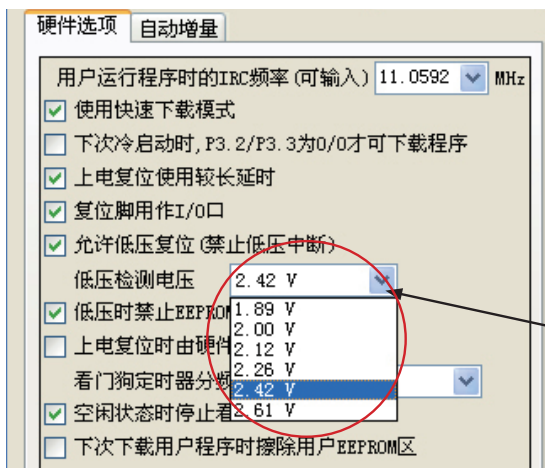 硬件选项 自动增量
用户运行程序时的IRC频率(可输入) 11.0592 MHz
使用快速下载模式
下次冷启动时,P3.2/P3.3为0/0才可下载程序
上电复位使用较长延时
复位脚用作I/O口
允许低压复位(禁止低压中断)
低压检测电压 2.42 V
低压时禁止EEPRO
1.89 V
2.00 V
2.12 V
上电复位时由硬件
2.26 V
看门狗定时器分频
2.42 V
空闲状态时停止看
2.61 V
下次下载用户程序时擦除用户EEPROM区